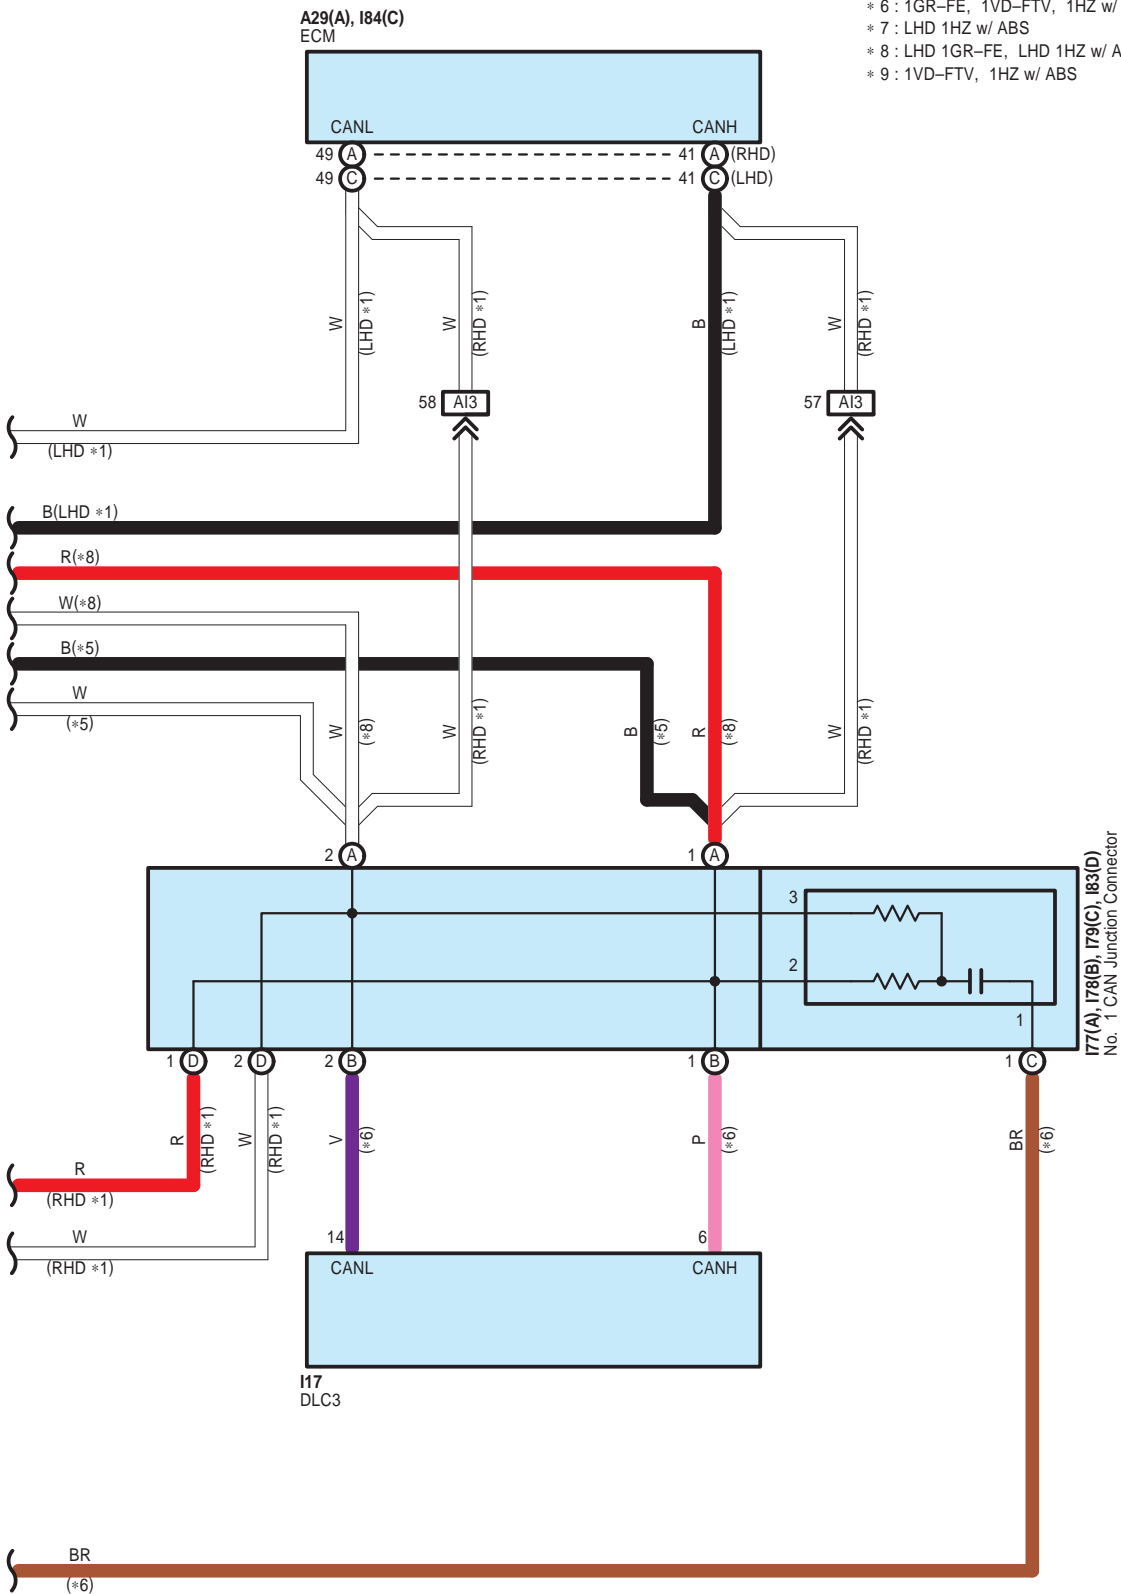 * 6 : 1GR–FE, 1VD–FTV, 1HZ w/
* 7 : LHD 1HZ w/ ABS
* 8 : LHD 1GR–FE, LHD 1HZ w/ A
* 9 : 1VD–FTV, 1HZ w/ ABS
A29(A), I84(C)
ECM
CANL CANH
49 A 41 A (RHD)
49 C 41 C (LHD)
W (LHD *1)
W (RHD *1)
B (LHD *1)
W (RHD *1)
58 AI3
57 AI3
W
(LHD *1)
B(LHD *1)
R(*8)
W(*8)
B(*5)
W
(*5)
W (*8)
W (RHD *1)
B (*5)
R (*8)
W (RHD *1)
2 A
1 A
3
2
1
I77(A), I78(B), I79(C), I83(D)
No. 1 CAN Junction Connector
1 D
2 D
2 B
1 B
1 C
R (RHD *1)
W (RHD *1)
V (*6)
P (*6)
BR (*6)
R
(RHD *1)
W
(RHD *1)
14
6
CANL CANH
I17
DLC3
BR
(*6)